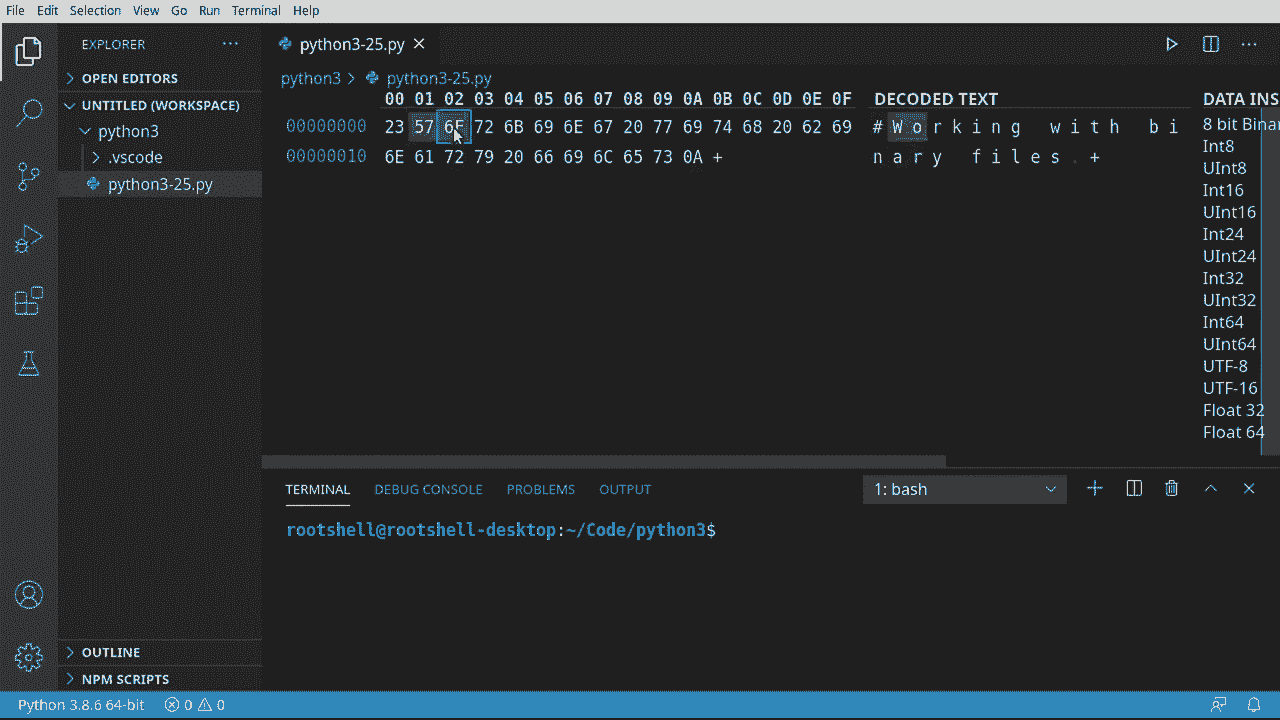 File Edit Selection View Go Run Terminal Help
EXPLORER ...
python3-25.py
OPEN EDITORS
UNTITLED (WORKSPACE)
python3
.vscode
python3-25.py
python3 > python3-25.py
00 01 02 03 04 05 06 07 08 09 0A 0B 0C 0D 0E 0F DECODED TEXT DATA INS
00000000 23 57 6F 72 6B 69 6E 67 20 77 69 74 68 20 62 69 # W o r k i n g w i t h b i
00000010 6E 61 72 79 20 66 69 6C 65 73 0A + n a r y f i l e s . +
8 bit Binar
Int8
UInt8
Int16
UInt16
Int24
UInt24
Int32
UInt32
Int64
UInt64
UTF-8
UTF-16
Float 32
Float 64
TERMINAL DEBUG CONSOLE PROBLEMS OUTPUT 1: bash
rootshell@rootshell-desktop:~/Code/python3$
OUTLINE
NPM SCRIPTS
Python 3.8.6 64-bit 0 0